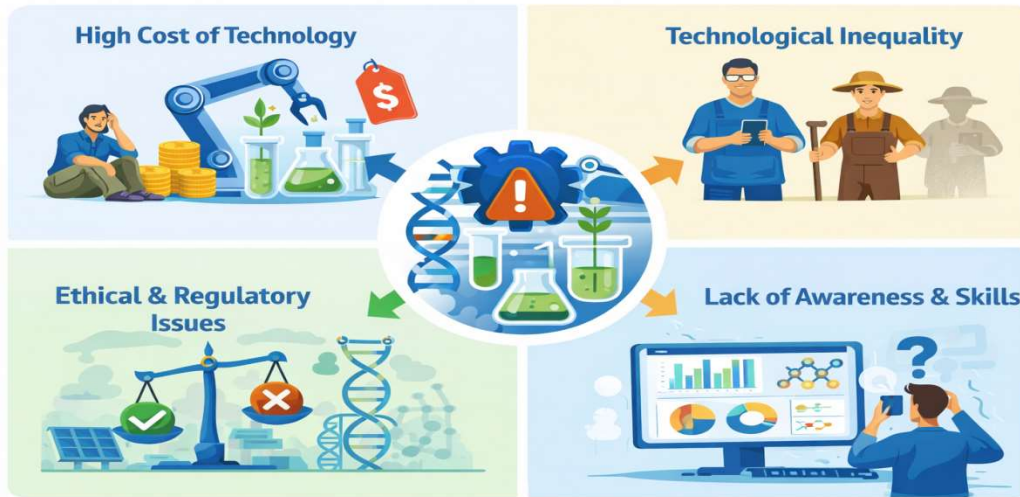 High Cost of Technology
$
Technological Inequality
!
Ethical & Regulatory
Issues
Lack of Awareness & Skills
?